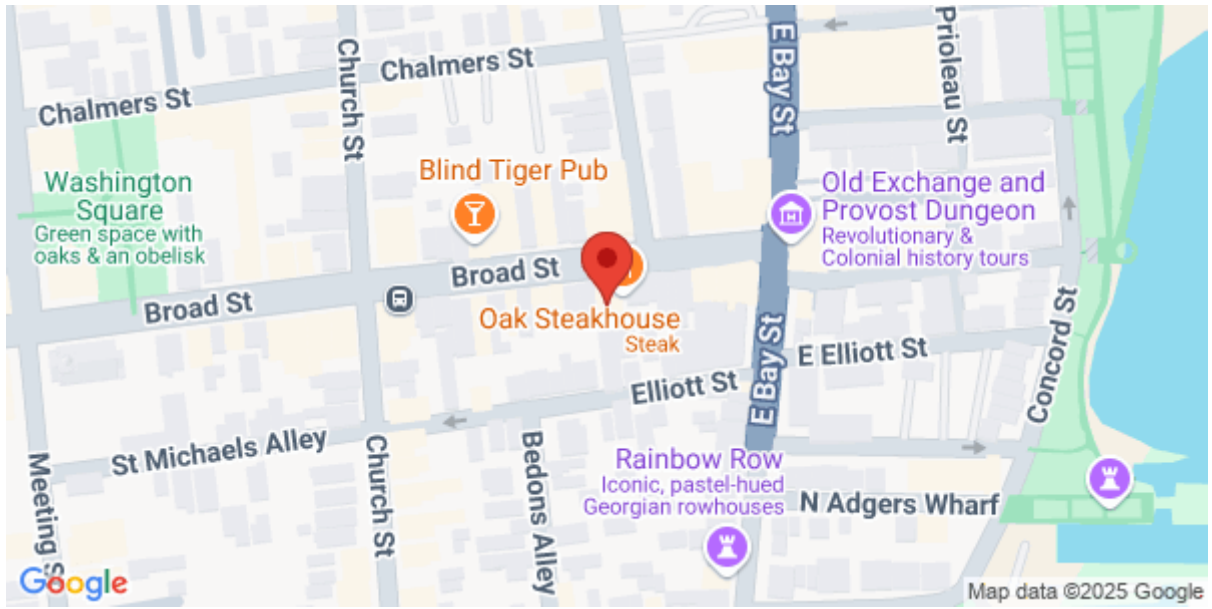 Chalmers St
Chalmers St
Church St
E Bay St
Prioleau St
Washington
Square
Green space with
oaks & an obelisk
Blind Tiger Pub
Old Exchange and
Provost Dungeon
Revolutionary &
Colonial history tours
Broad St
Broad St
Oak Steakhouse
Steak
E Bay St
E Elliott St
Elliott St
Concord St
St Michaels Alley
Church St
Bedons Alley
Rainbow Row
Iconic, pastel-hued
Georgian rowhouses
N Adgers Wharf
Meeting S
Google
Map data ©2025 Google